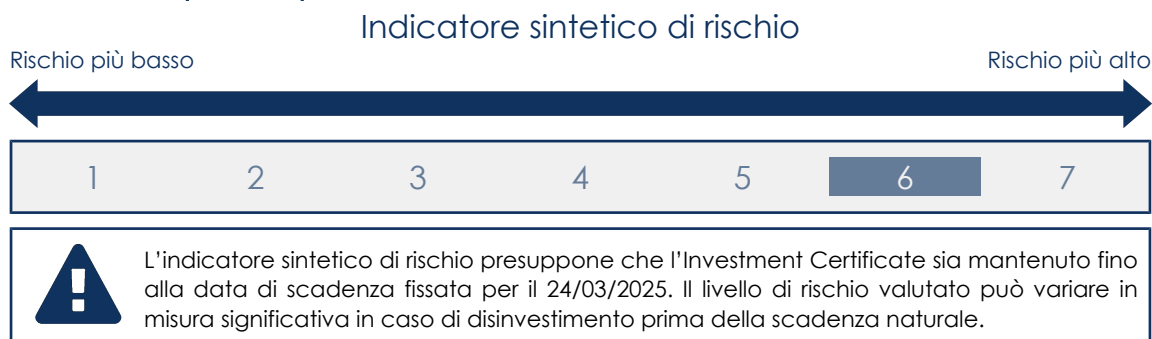 Indicatore sintetico di rischio
Rischio più basso
Rischio più alto
1 2 3 4 5 6 7
L'indicatore sintetico di rischio presuppone che l'Investment Certificate sia mantenuto fino
alla data di scadenza fissata per il 24/03/2025. Il livello di rischio valutato può variare in
misura significativa in caso di disinvestimento prima della scadenza naturale.